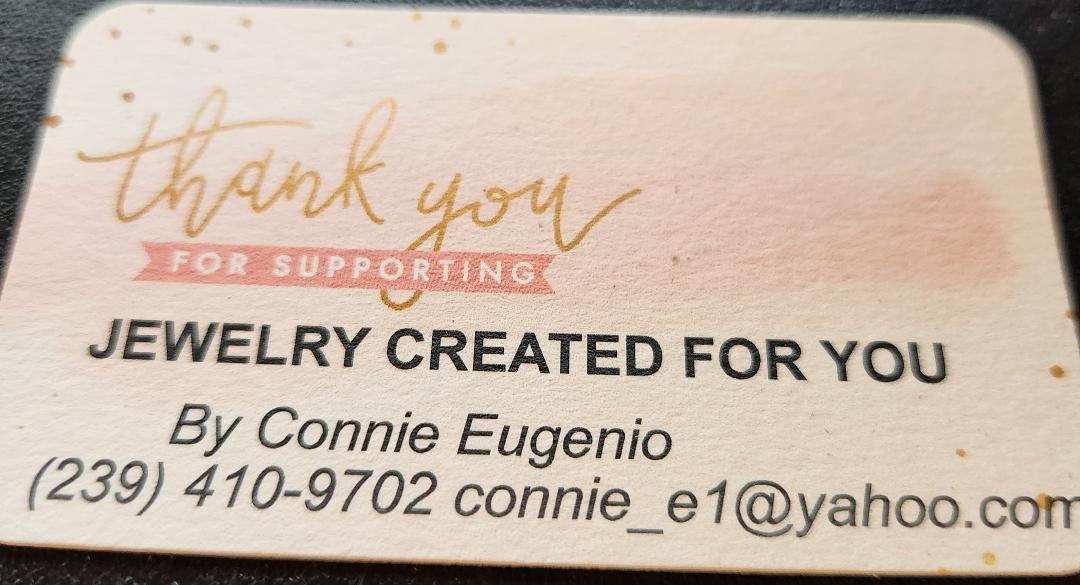 thank you
FOR SUPPORTING
JEWELRY CREATED FOR YOU
By Connie Eugenio
(239) 410-9702 connie_e1@yahoo.com